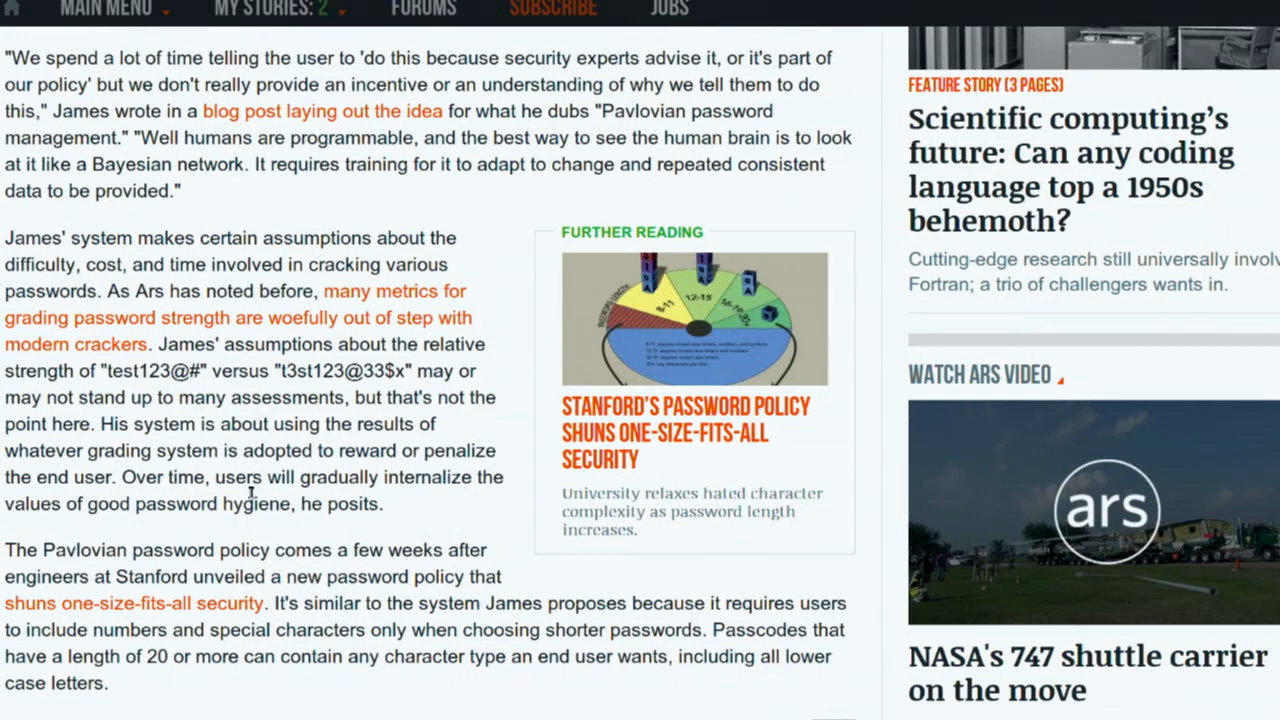 MAIN MENU
MY STORIES: 2
FORUMS
SUBSCRIBE
JOBS
"We spend a lot of time telling the user to 'do this because security experts advise it, or it's part of
our policy' but we don't really provide an incentive or an understanding of why we tell them to do
this," James wrote in a blog post laying out the idea for what he dubs "Pavlovian password
management." "Well humans are programmable, and the best way to see the human brain is to look
at it like a Bayesian network. It requires training for it to adapt to change and repeated consistent
data to be provided."
James' system makes certain assumptions about the
difficulty, cost, and time involved in cracking various
passwords. As Ars has noted before, many metrics for
grading password strength are woefully out of step with
modern crackers. James' assumptions about the relative
strength of "test123@#" versus "t3st123@33$x" may or
may not stand up to many assessments, but that's not the
point here. His system is about using the results of
whatever grading system is adopted to reward or penalize
the end user. Over time, users will gradually internalize the
values of good password hygiene, he posits.
FURTHER READING
PASSWORD LENGTH
8-11
12-15
16-19
20+
STANFORD'S PASSWORD POLICY
SHUNS ONE-SIZE-FITS-ALL
SECURITY
University relaxes hated character
complexity as password length
increases.
The Pavlovian password policy comes a few weeks after
engineers at Stanford unveiled a new password policy that
shuns one-size-fits-all security. It's similar to the system James proposes because it requires users
to include numbers and special characters only when choosing shorter passwords. Passcodes that
have a length of 20 or more can contain any character type an end user wants, including all lower
case letters.
FEATURE STORY (3 PAGES)
Scientific computing's
future: Can any coding
language top a 1950s
behemoth?
Cutting-edge research still universally involv
Fortran; a trio of challengers wants in.
WATCH ARS VIDEO
ars
NASA's 747 shuttle carrier
on the move